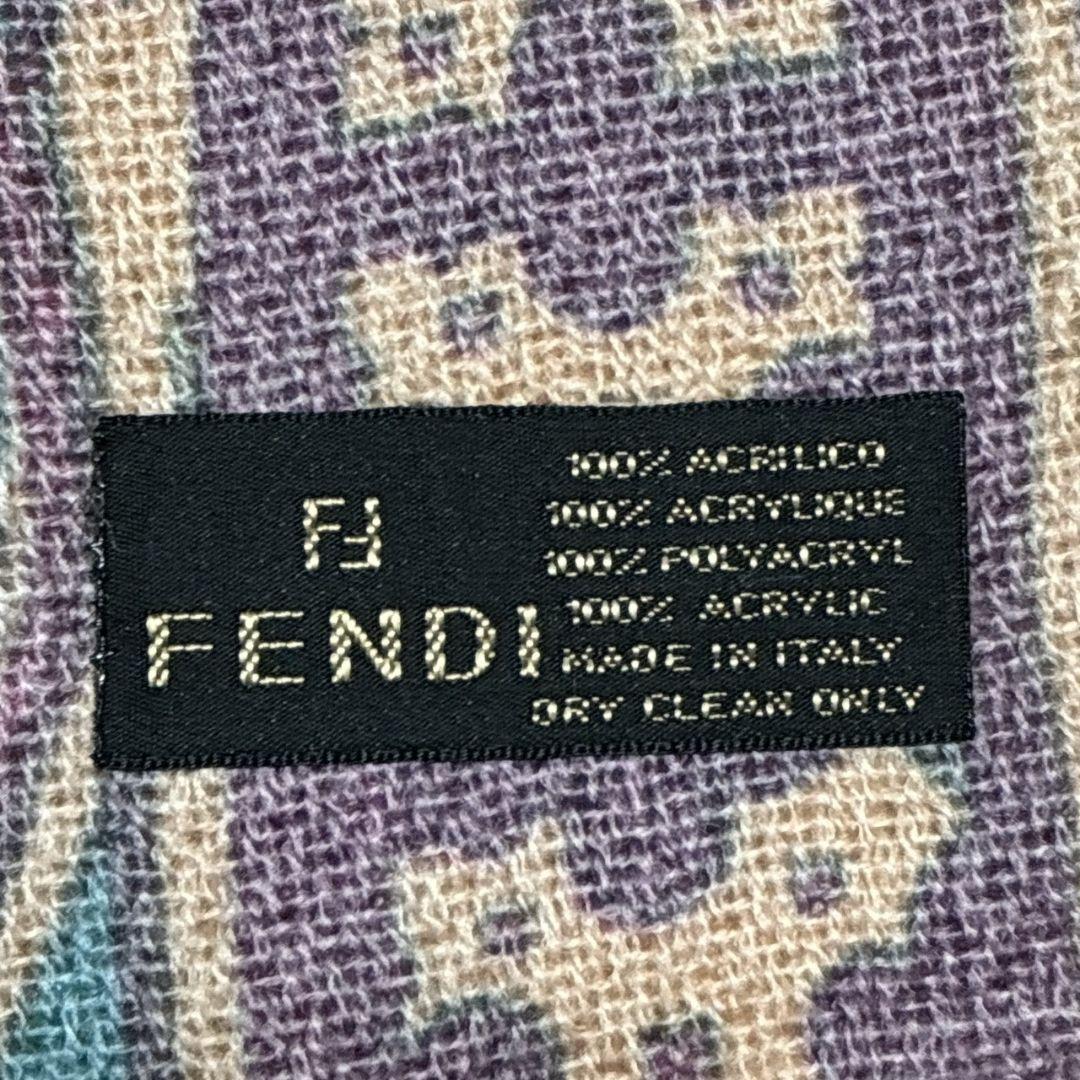 FF
FENDI
100% ACRILICO
100% ACRYLIQUE
100% POLYACRYL
100% ACRYLIC
MADE IN ITALY
DRY CLEAN ONLY